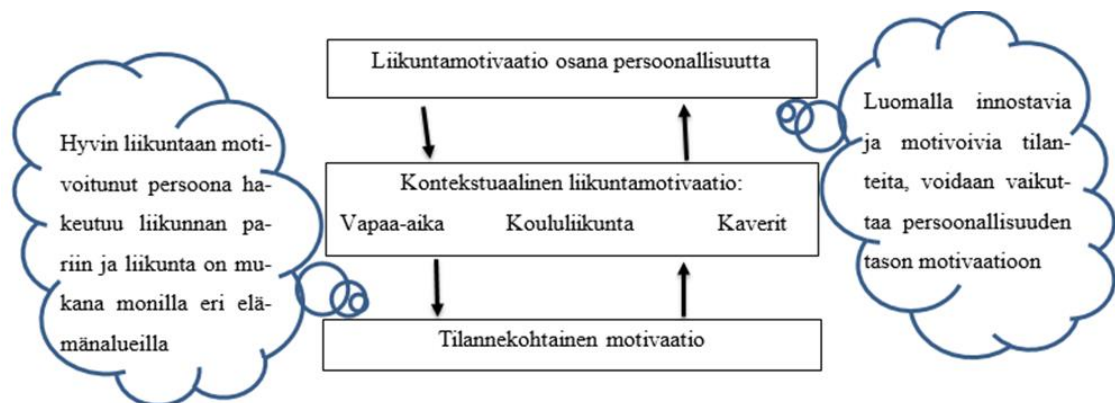 Liikuntamotivaatio osana persoonallisuutta
Hyvin liikuntaan moti-
voitunut persoona ha-
keutuu liikunnan pa-
riin ja liikunta on mu-
kana monilla eri elä-
mänalueilla
Kontekstuaalinen liikuntamotivaatio:
Vapaa-aika Koululiikunta Kaverit
Luomalla innostavia
ja motivoivia tilan-
teita, voidaan vaikut-
taa persoonallisuuden
tason motivaatioon
Tilannekohtainen motivaatio